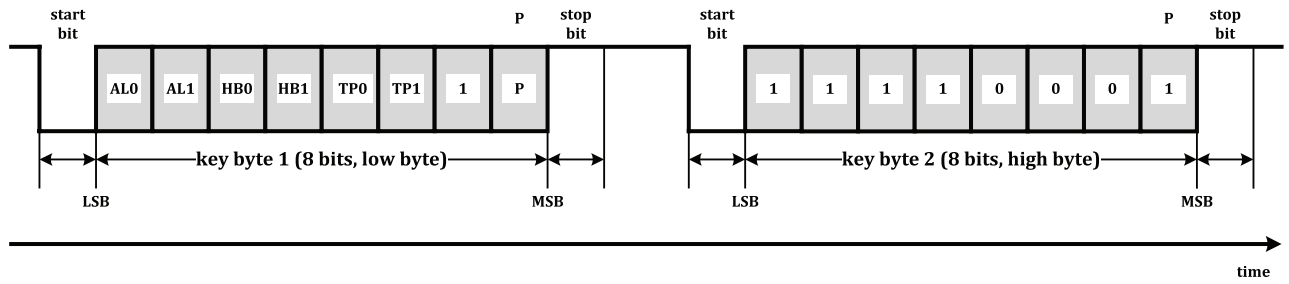 start bit
P
stop bit
start bit
P
stop bit
AL0 AL1 HB0 HB1 TP0 TP1 1 P
1 1 1 1 0 0 0 1
key byte 1 (8 bits, low byte)
key byte 2 (8 bits, high byte)
LSB
MSB
LSB
MSB
time